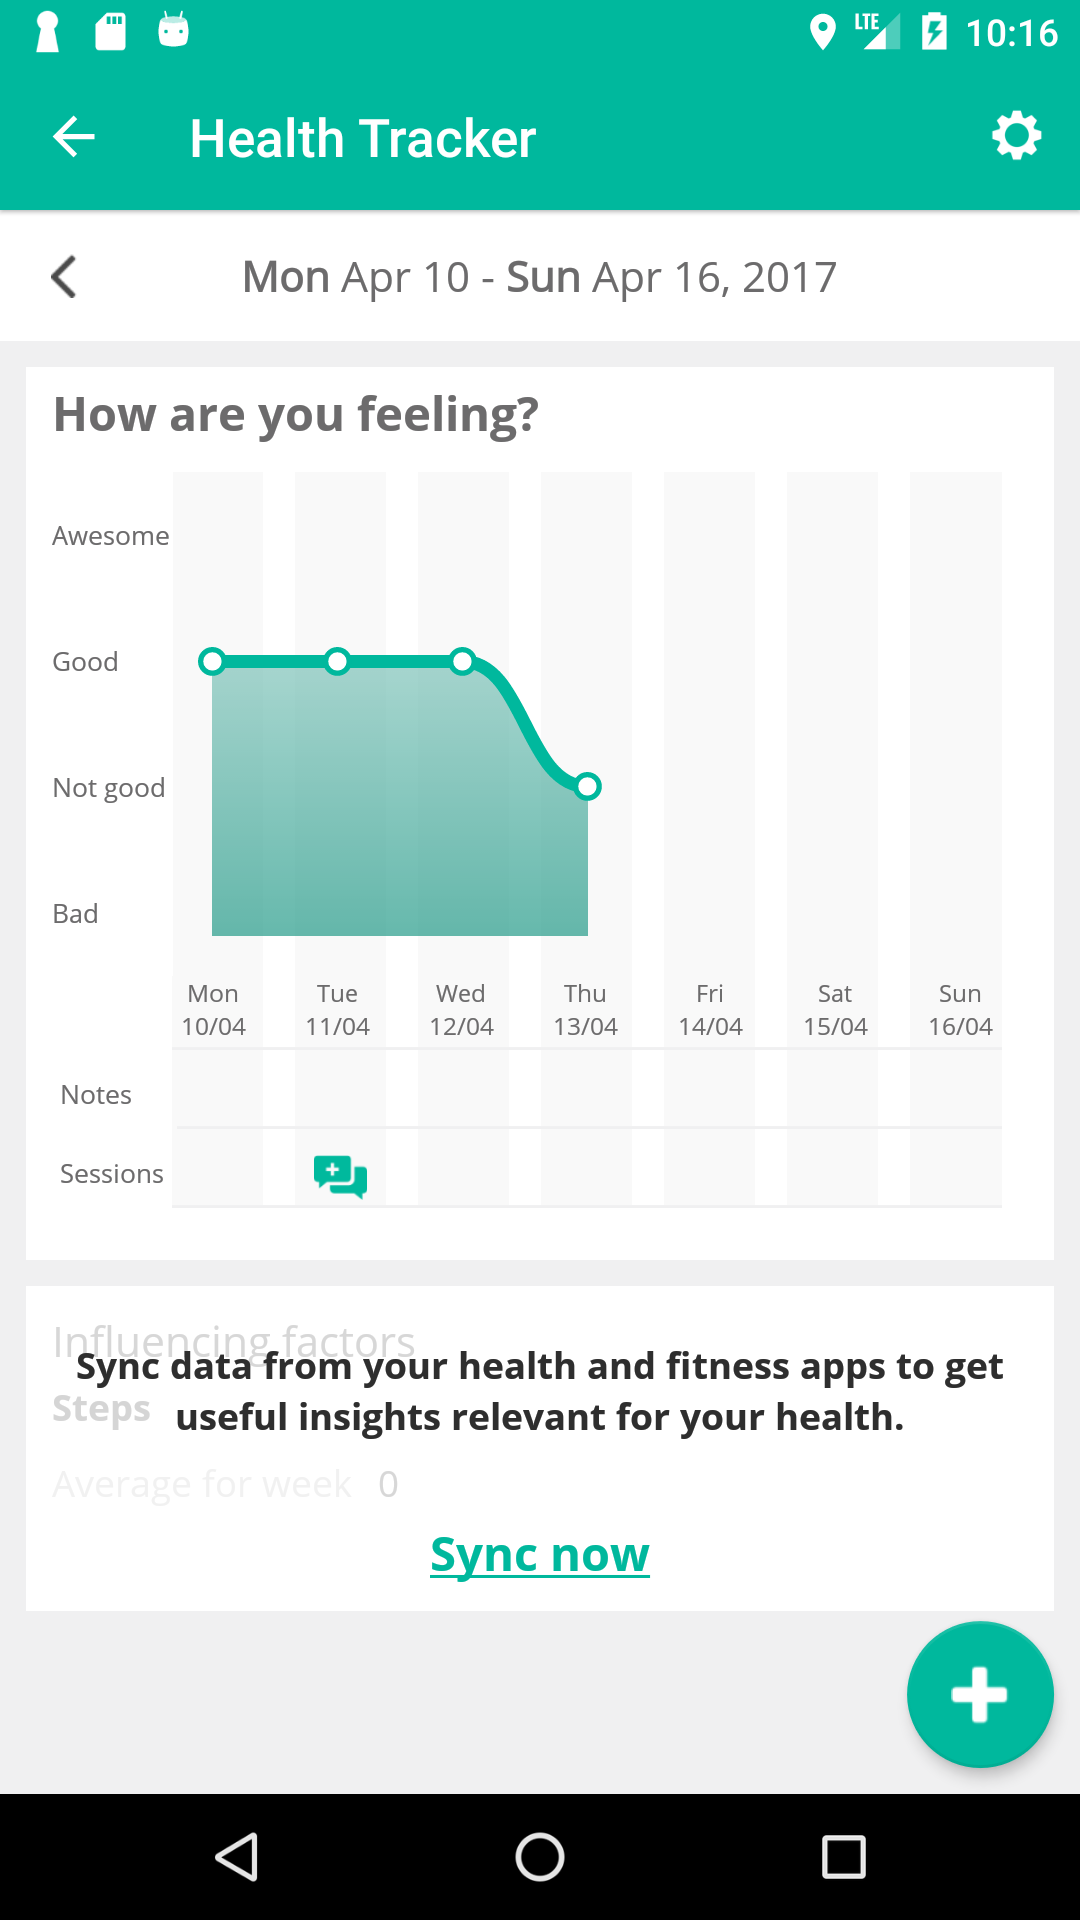 LTE 10:16
Health Tracker
Mon Apr 10 - Sun Apr 16, 2017
How are you feeling?
Awesome
Good
Not good
Bad
Mon Tue Wed Thu Fri Sat Sun
10/04 11/04 12/04 13/04 14/04 15/04 16/04
Notes
Sessions
Influencing factors
Sync data from your health and fitness apps to get
Steps
useful insights relevant for your health.
Average for week 0
Sync now